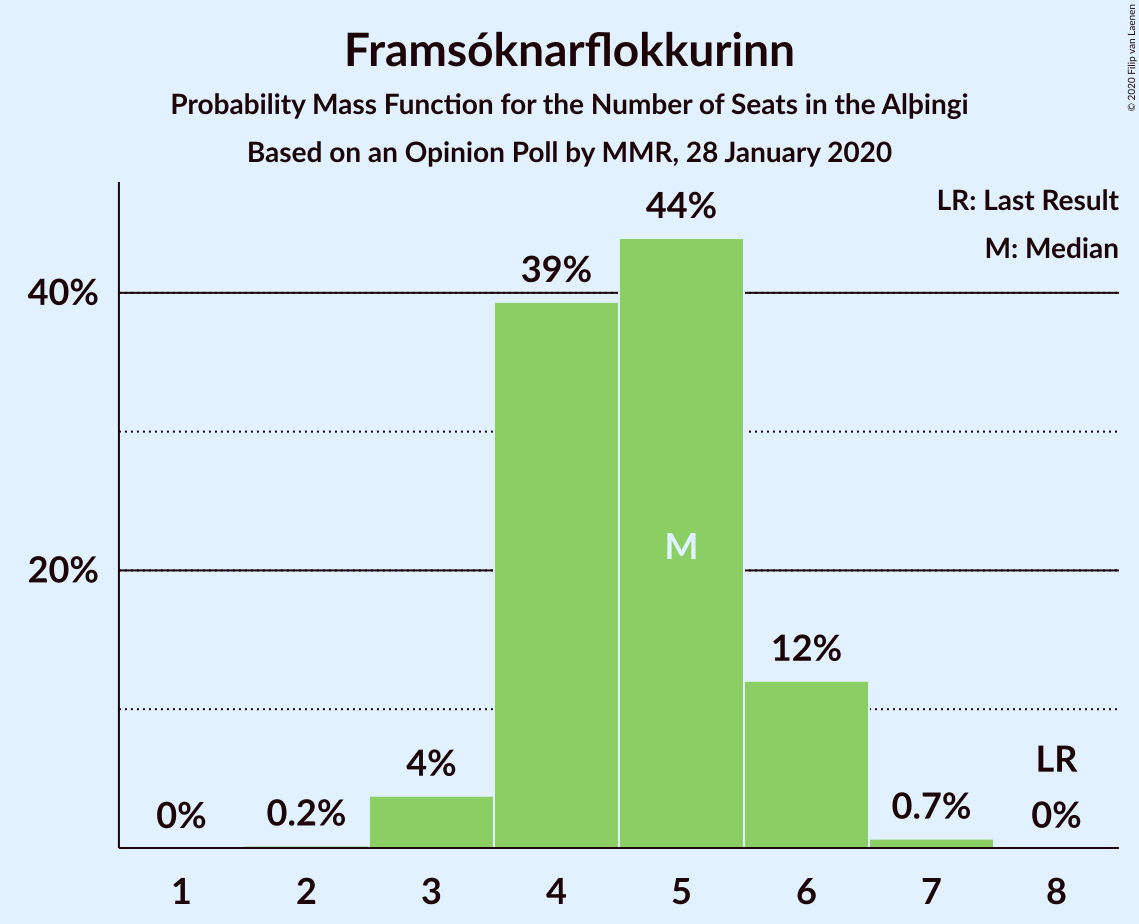 Framsóknarflokkurinn
Probability Mass Function for the Number of Seats in the Alþingi
Based on an Opinion Poll by MMR, 28 January 2020
© 2020 Filip van Laenen
LR: Last Result
M: Median
40%
20%
0%
0.2%
4%
39%
44%
M
12%
0.7%
LR
0%
1 2 3 4 5 6 7 8